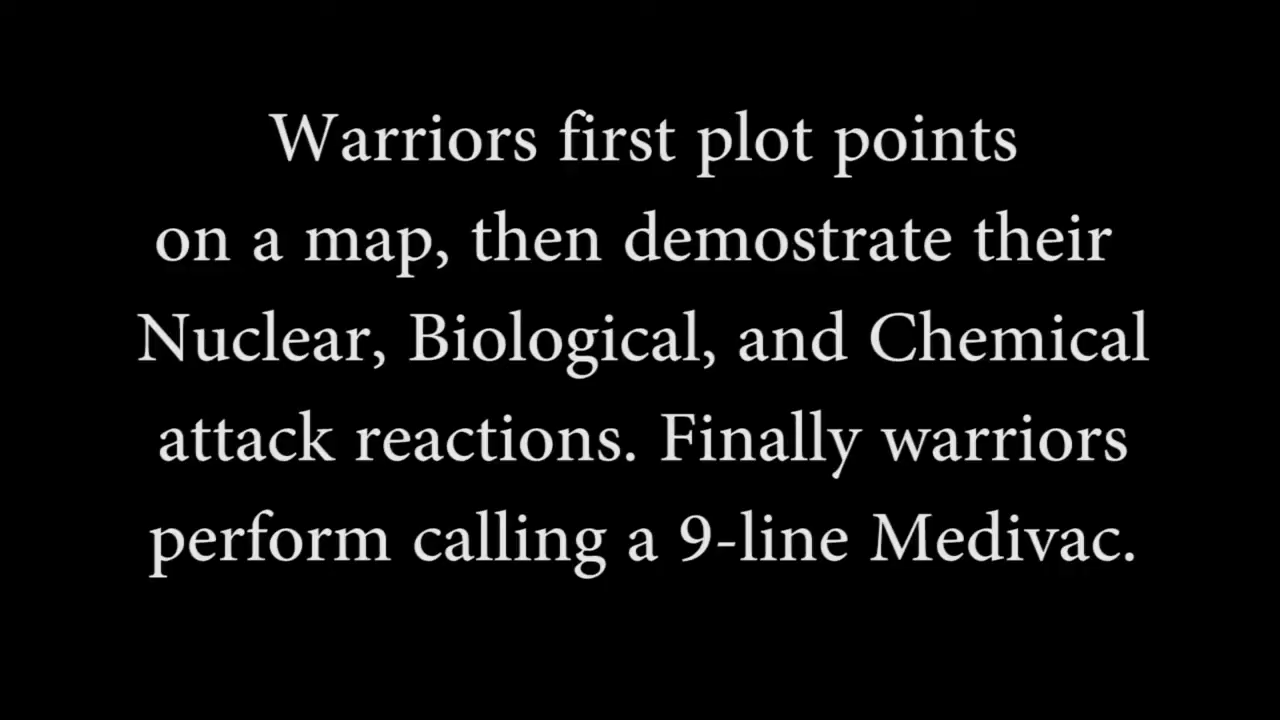 Warriors first plot points
on a map, then demostrate their
Nuclear, Biological, and Chemical
attack reactions. Finally warriors
perform calling a 9-line Medivac.